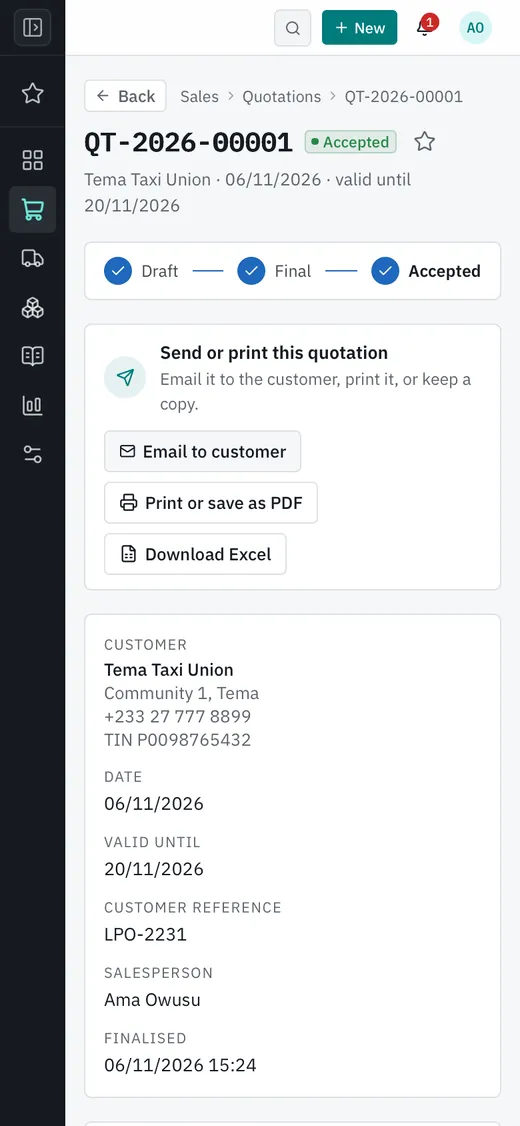 + New
1
AO
Back
Sales > Quotations > QT-2026-00001
QT-2026-00001
Accepted
Tema Taxi Union · 06/11/2026 · valid until
20/11/2026
Draft
Final
Accepted
Send or print this quotation
Email it to the customer, print it, or keep a
copy.
Email to customer
Print or save as PDF
Download Excel
CUSTOMER
Tema Taxi Union
Community 1, Tema
+233 27 777 8899
TIN P0098765432
DATE
06/11/2026
VALID UNTIL
20/11/2026
CUSTOMER REFERENCE
LPO-2231
SALESPERSON
Ama Owusu
FINALISED
06/11/2026 15:24